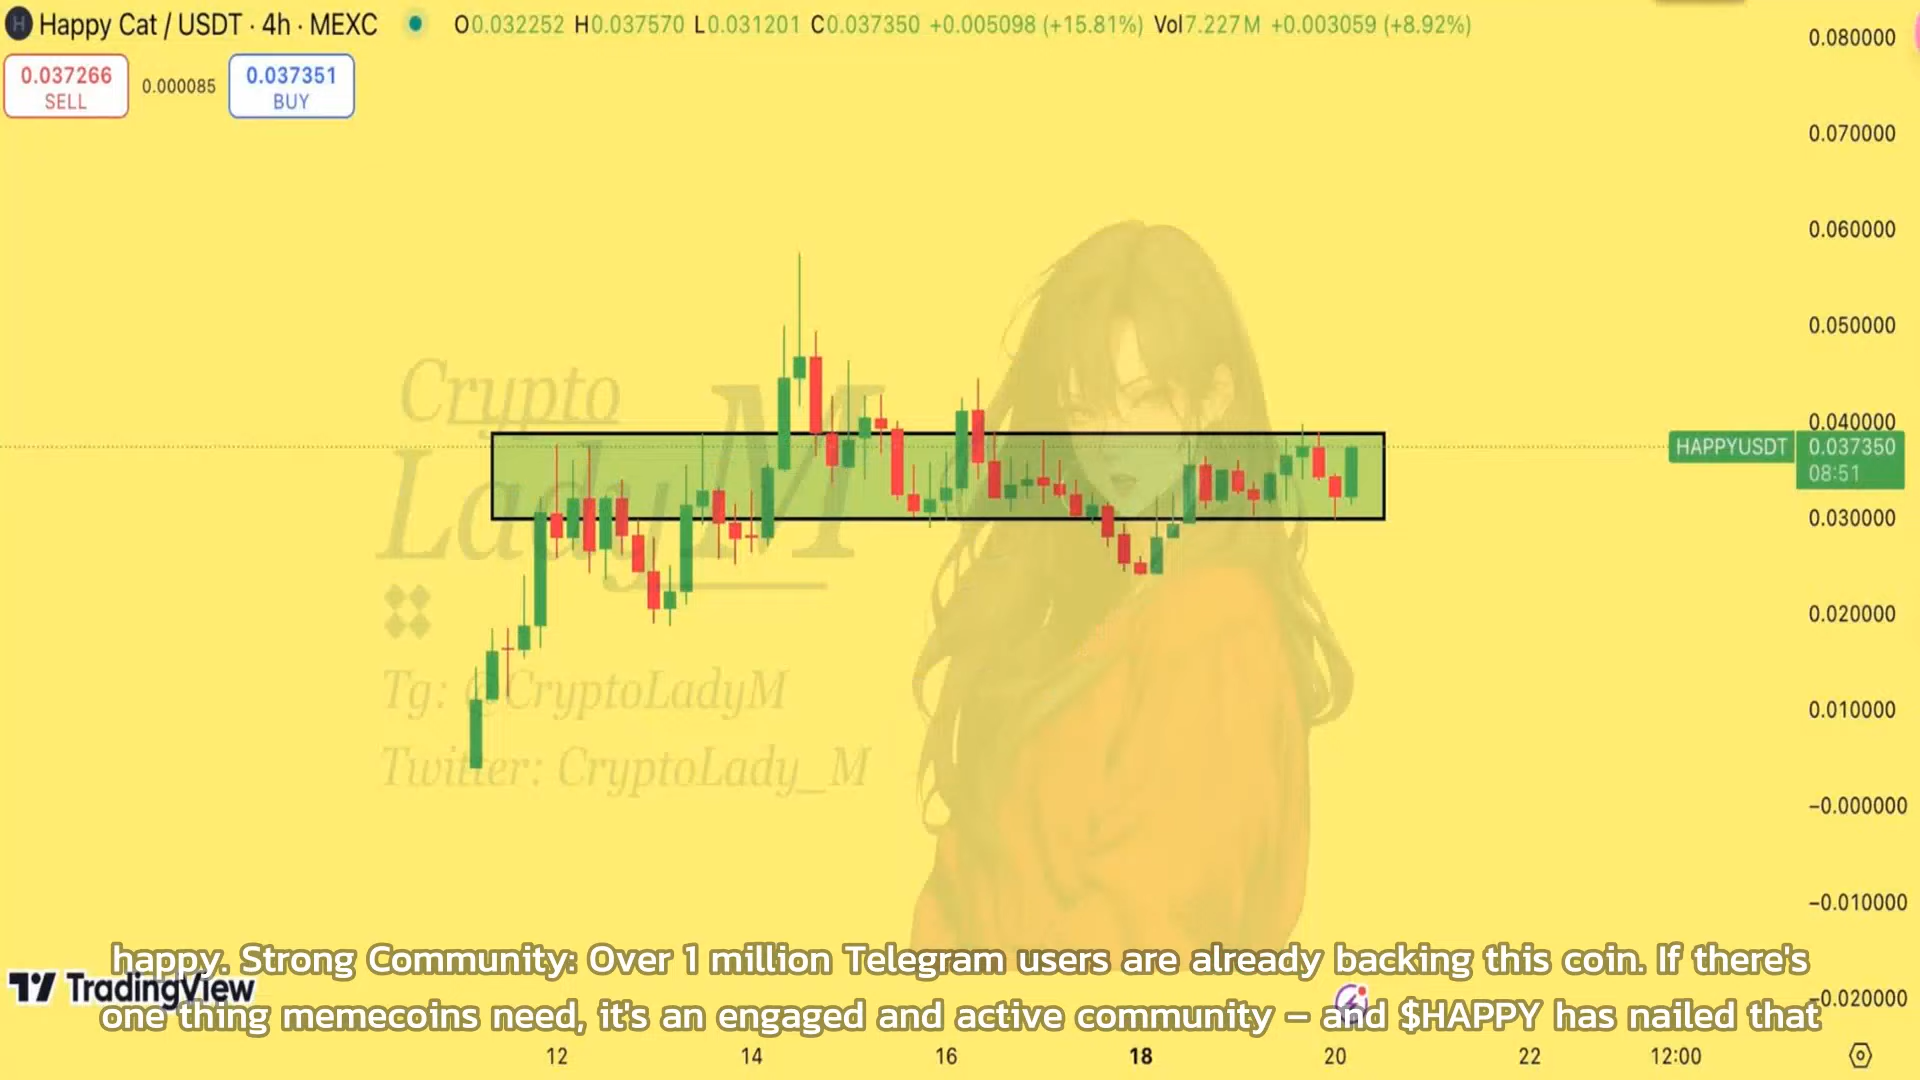 Happy Cat / USDT · 4h · MEXC O0.032252 H0.037570 L0.031201 C0.037350 +0.005098 (+15.81%) Vol7.227M +0.003059 (+8.92%)
0.037266
SELL
0.000085
0.037351
BUY
0.080000
0.070000
0.060000
0.050000
0.040000
HAPPYUSDT 0.037350
08:51
0.030000
0.020000
0.010000
−0.000000
−0.010000
−0.020000
Crypto
LadyM
Tg: @CryptoLadyM
Twitter: CryptoLady_M
happy. Strong Community: Over 1 million Telegram users are already backing this coin. If there's
one thing memecoins need, it's an engaged and active community – and $HAPPY has nailed that
TradingView
12 14 16 18 20 22 12:00